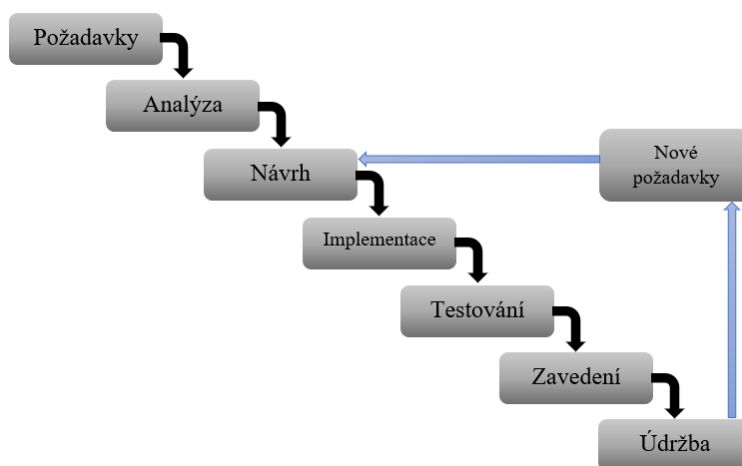 Požadavky
Analýza
Návrh
Nové
požadavky
Implementace
Testování
Zavedení
Údržba